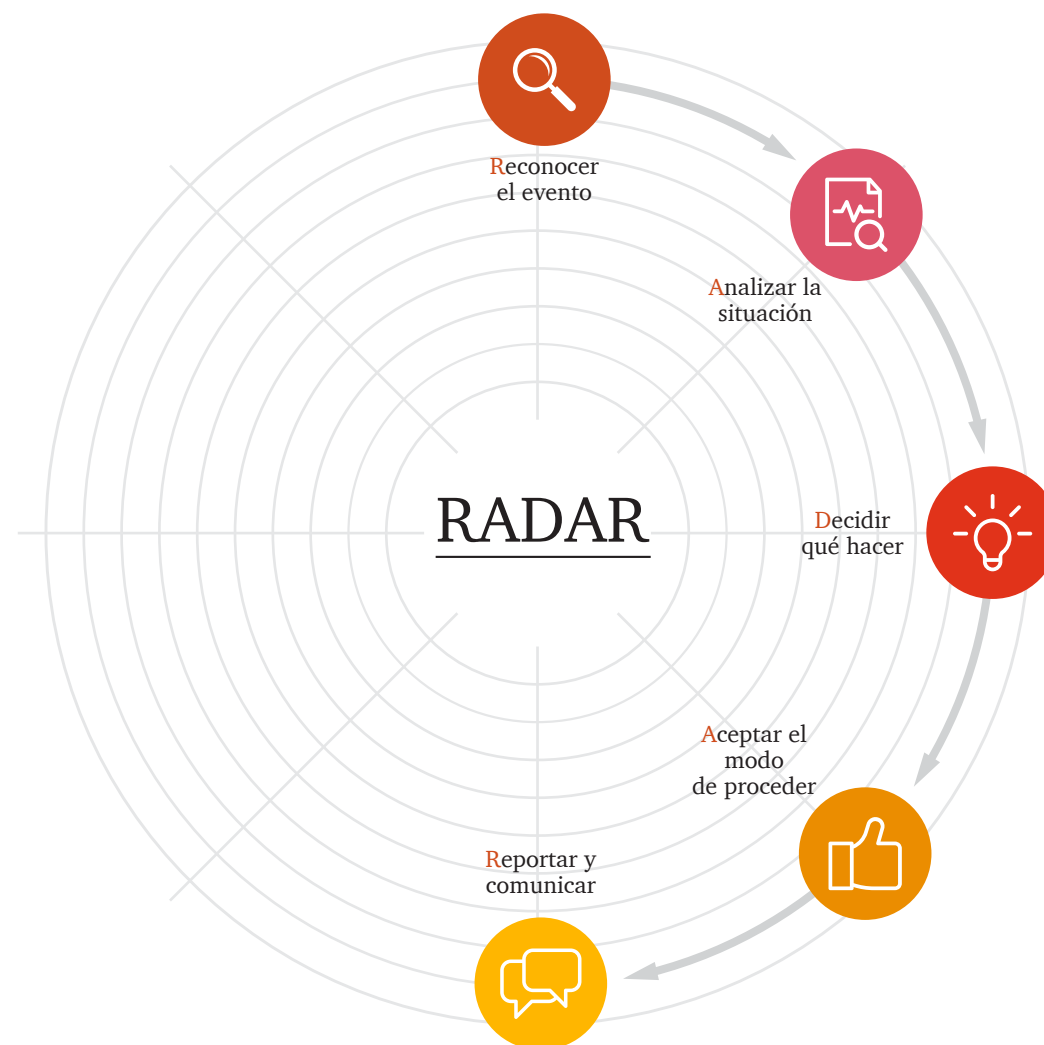 Reconocer
el evento
Analizar la
situación
RADAR
Decidir
qué hacer
Aceptar el
modo
de proceder
Reportar y
comunicar